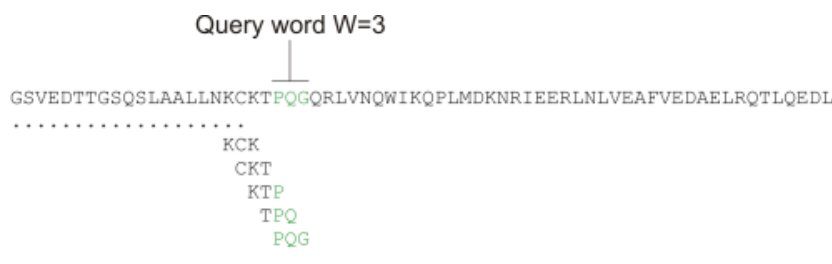 Query word W=3
GSVEDTTGSQSLAALLNKCKTPQGQRLVNQWIKQPLMDKNRIEERLNLVEAFVEDAELRQTLQEDL
...................
KCK
CKT
KTP
TPQ
PQG